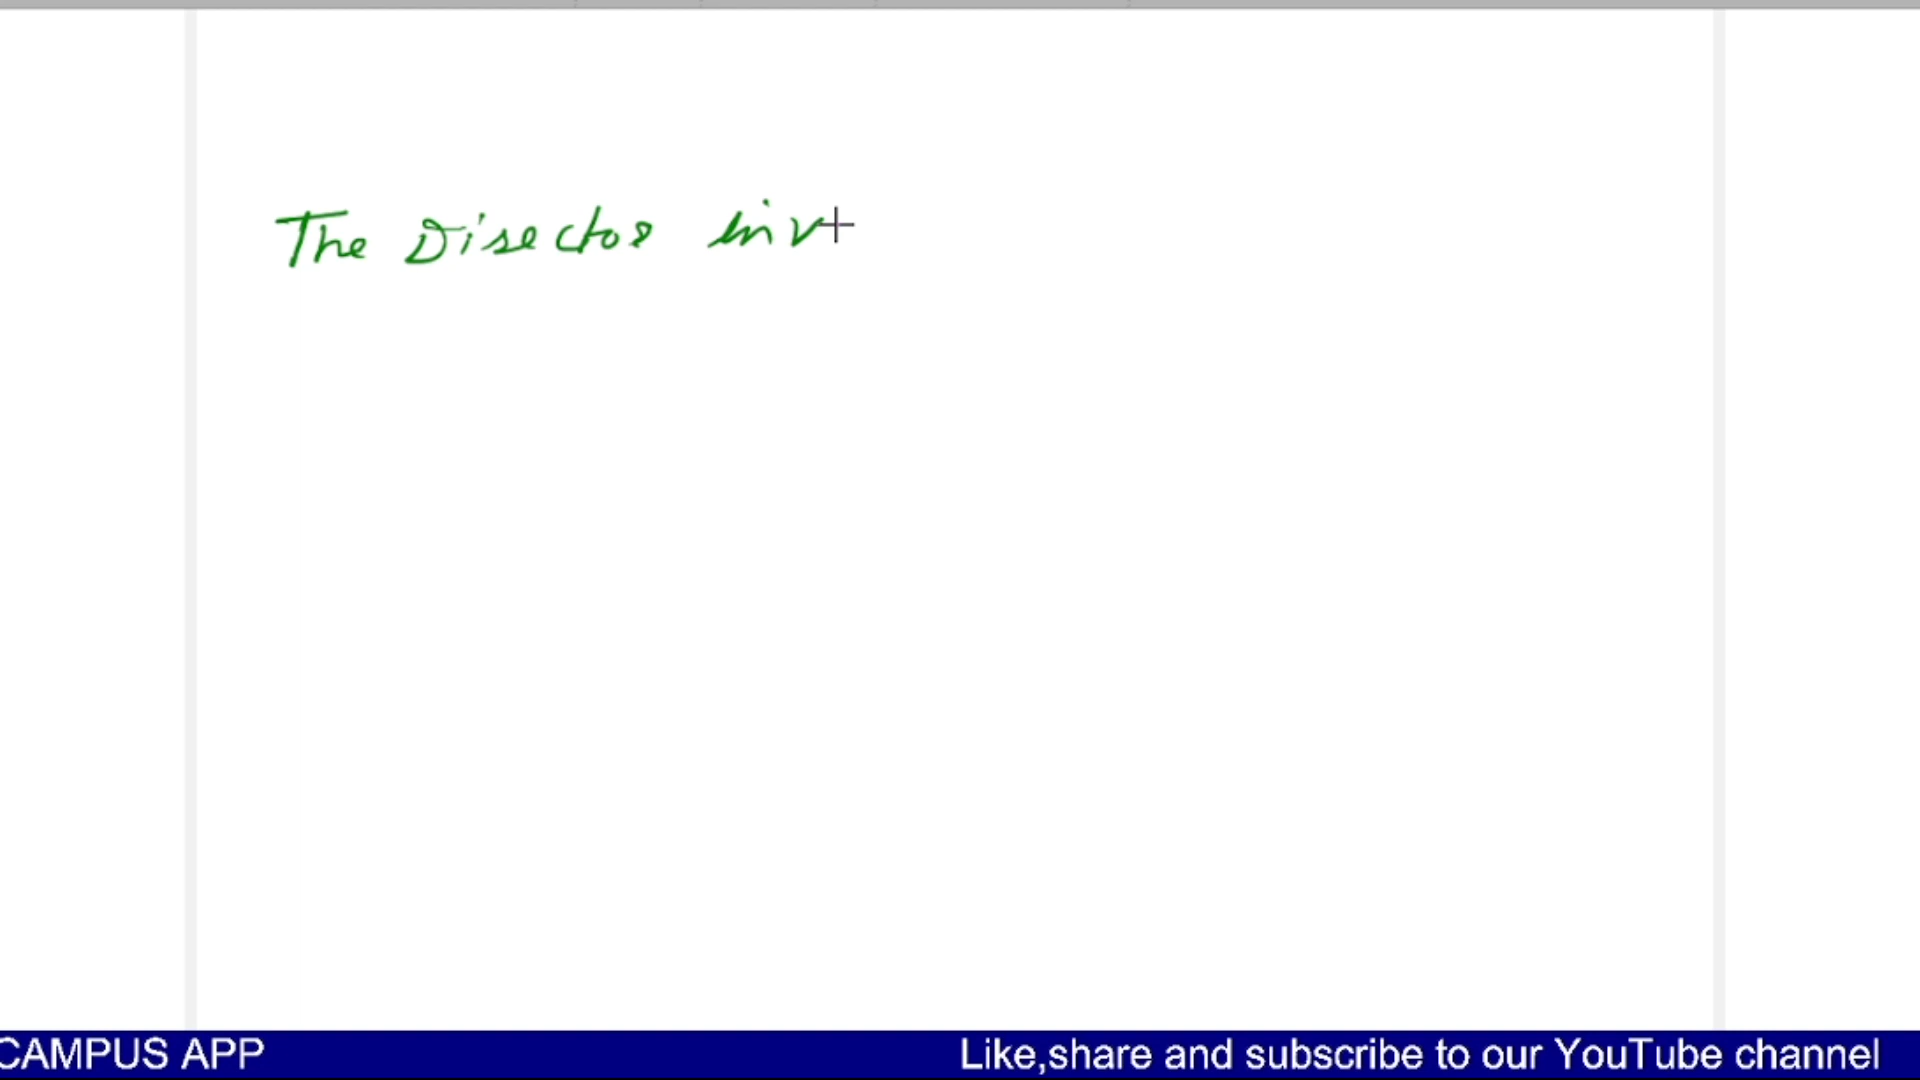 The Director inv
CAMPUS APP
Like,share and subscribe to our YouTube channel